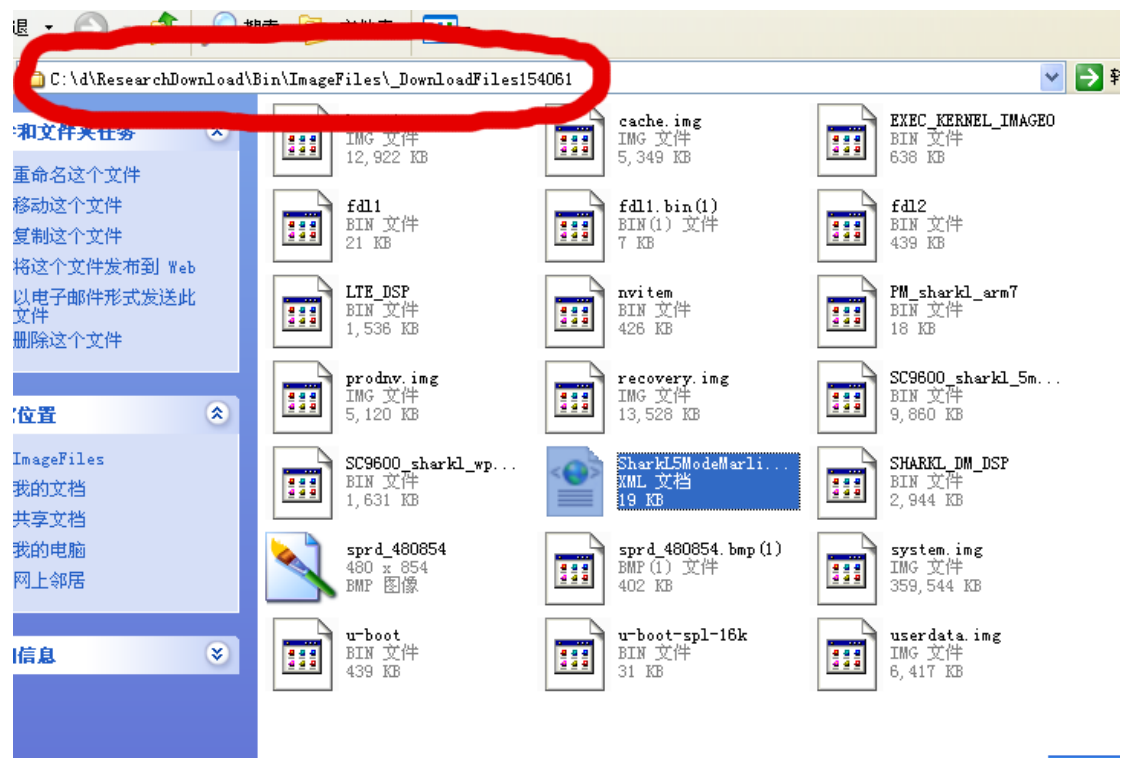 退
C:\d\ResearchDownload\Bin\ImageFiles\_DownloadFiles154061
和文件夹任务
重命名这个文件
移动这个文件
复制这个文件
将这个文件发布到 Web
以电子邮件形式发送此
文件
删除这个文件
位置
ImageFiles
我的文档
共享文档
我的电脑
网上邻居
信息
IMG 文件
12,922 KB
cache.img
IMG 文件
5,349 KB
EXEC_KERNEL_IMAGE0
BIN 文件
638 KB
fdl1
BIN 文件
21 KB
fdl1.bin(1)
BIN(1) 文件
7 KB
fdl2
BIN 文件
439 KB
LTE_DSP
BIN 文件
1,536 KB
nvitem
BIN 文件
426 KB
PM_sharkl_arm7
BIN 文件
18 KB
prodnv.img
IMG 文件
5,120 KB
recovery.img
IMG 文件
13,528 KB
SC9600_sharkl_5m...
BIN 文件
9,860 KB
SC9600_sharkl_wp...
BIN 文件
1,631 KB
SharkL5ModeMarli...
XML 文档
19 KB
SHARKL_DM_DSP
BIN 文件
2,944 KB
sprd_480854
480 x 854
BMP 图像
sprd_480854.bmp(1)
BMP(1) 文件
402 KB
system.img
IMG 文件
359,544 KB
u-boot
BIN 文件
439 KB
u-boot-spl-16k
BIN 文件
31 KB
userdata.img
IMG 文件
6,417 KB